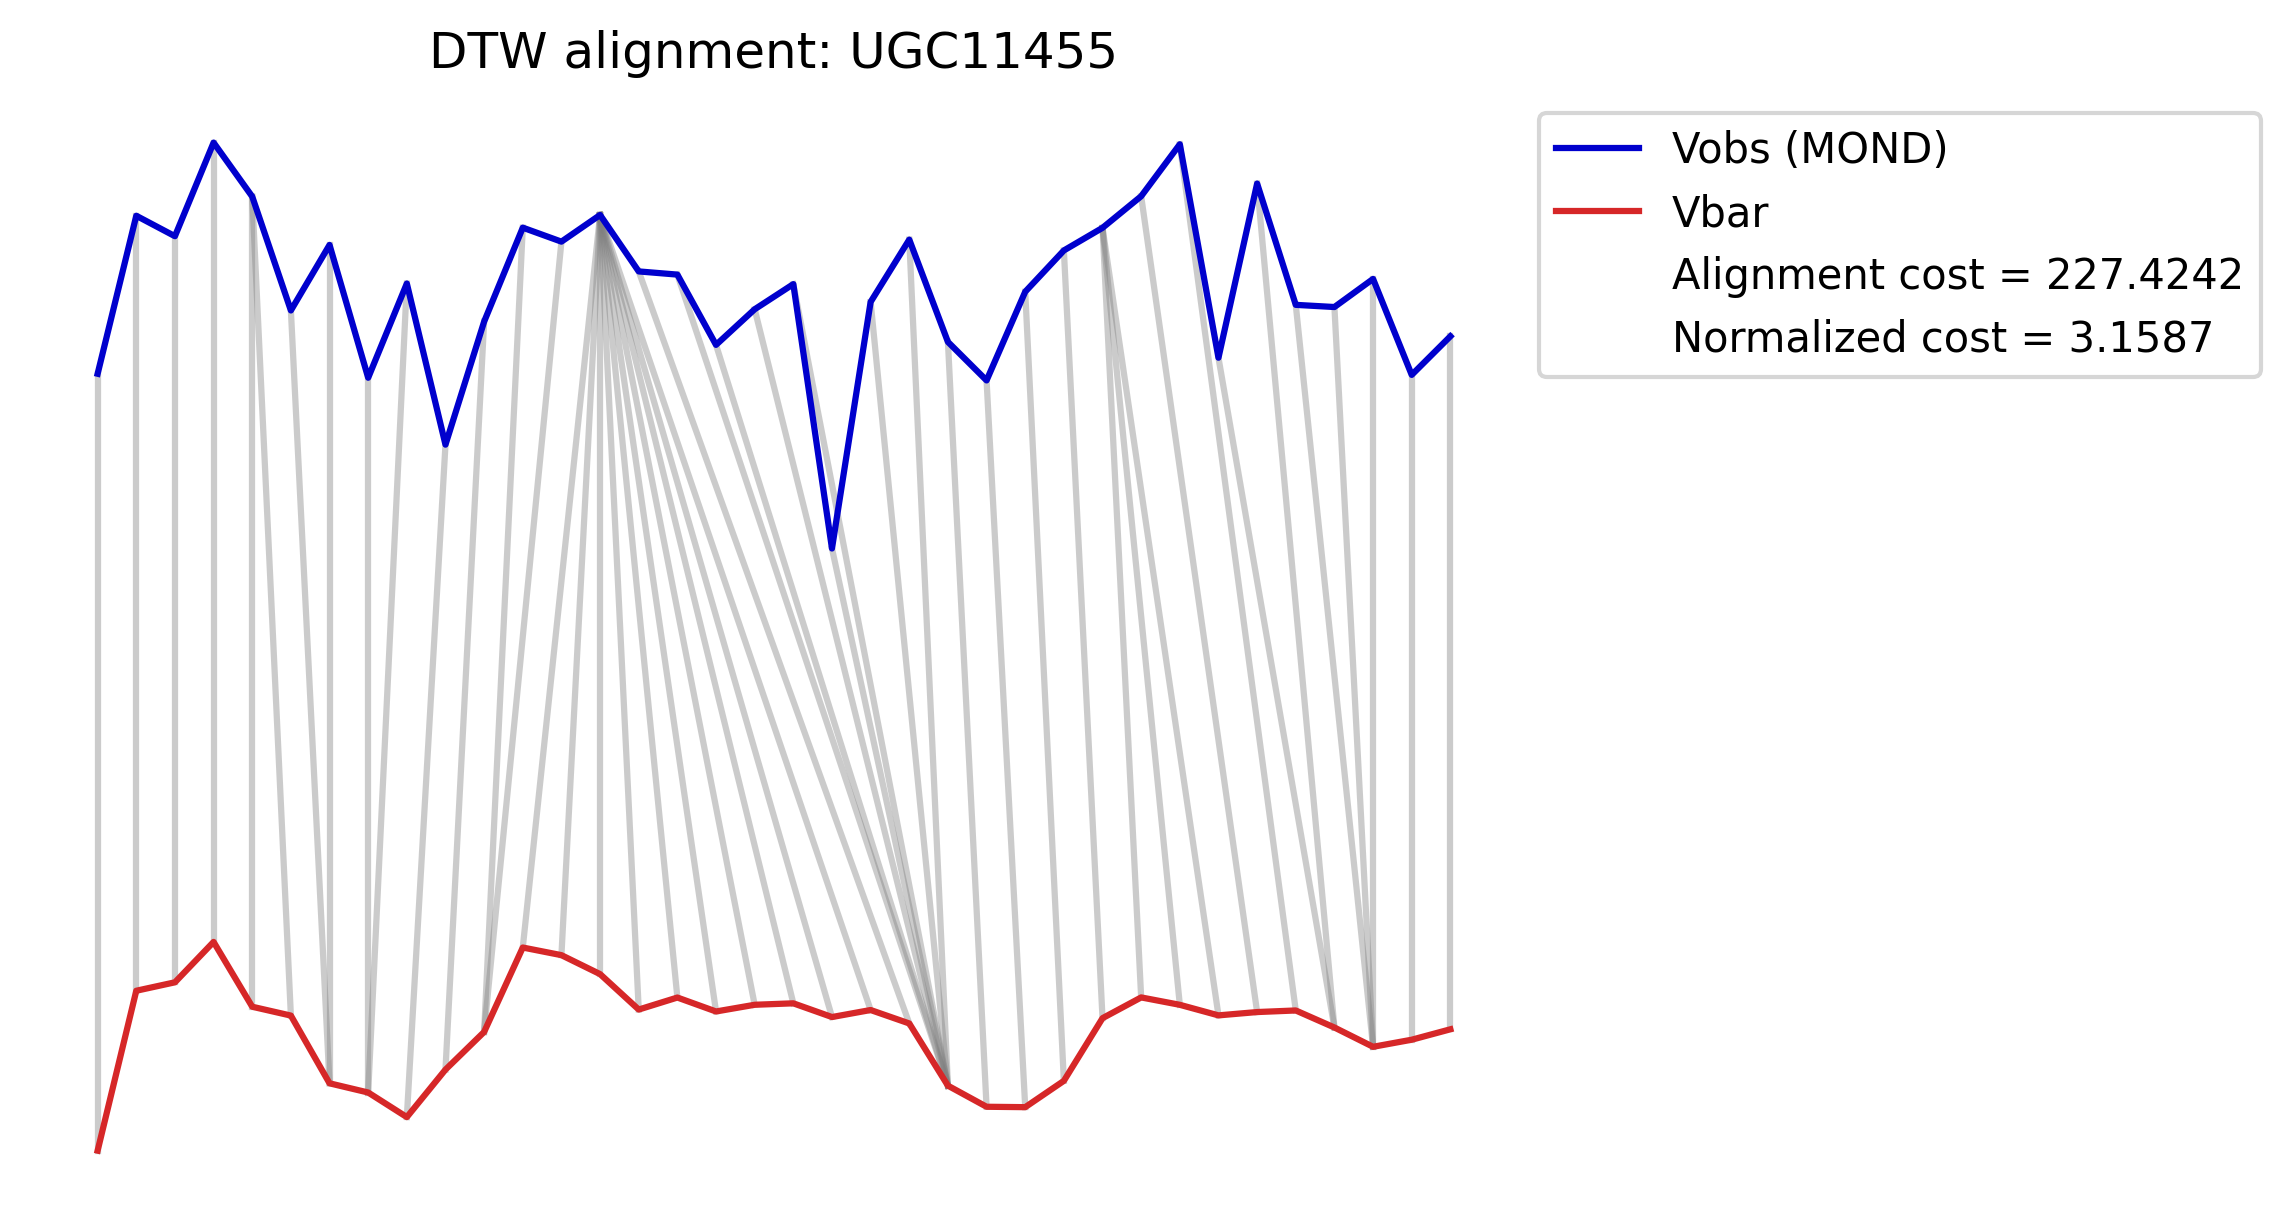 DTW alignment: UGC11455
Vobs (MOND)
Vbar
Alignment cost = 227.4242
Normalized cost = 3.1587